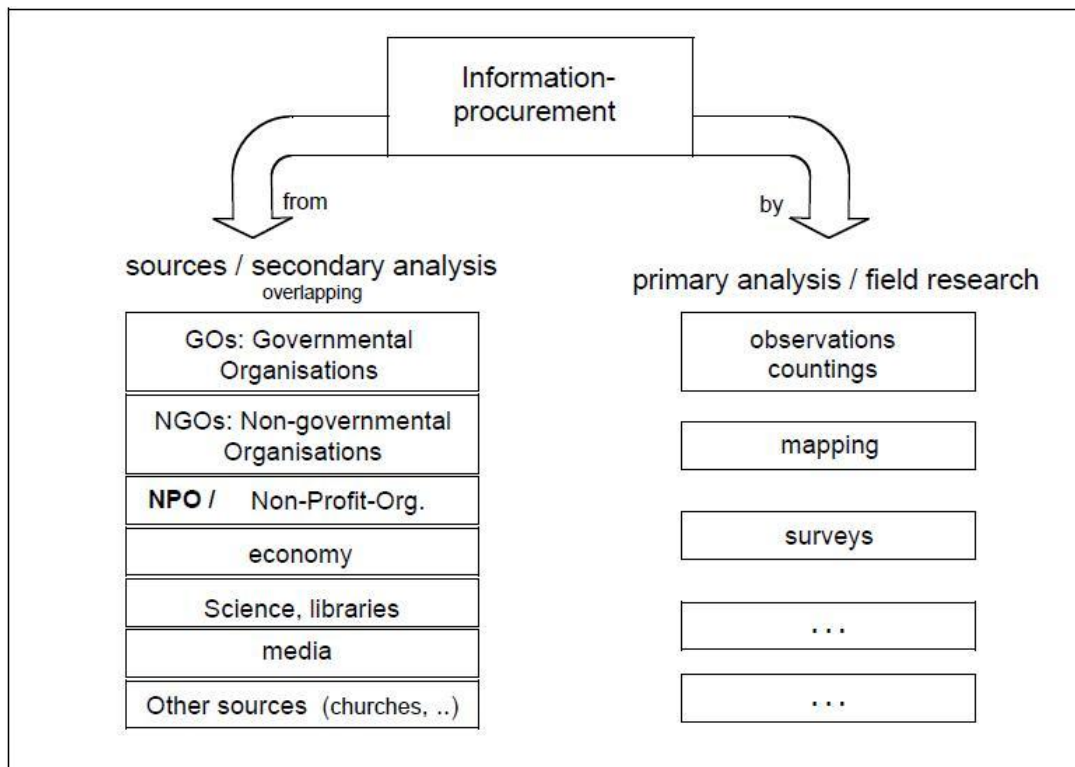 Information-
procurement
from
by
sources / secondary analysis
overlapping
GOs: Governmental
Organisations
NGOs: Non-governmental
Organisations
NPO / Non-Profit-Org.
economy
Science, libraries
media
Other sources (churches, ..)
primary analysis / field research
observations
countings
mapping
surveys
. . .
. . .